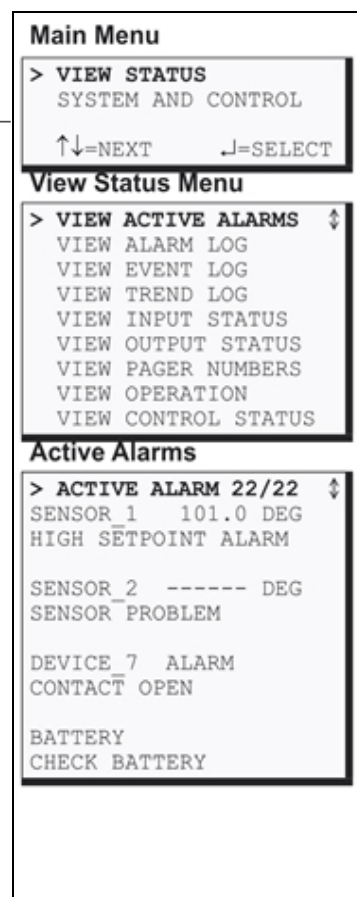 Main Menu
> VIEW STATUS
SYSTEM AND CONTROL
↑↓=NEXT ↵=SELECT
View Status Menu
> VIEW ACTIVE ALARMS ↕
VIEW ALARM LOG
VIEW EVENT LOG
VIEW TREND LOG
VIEW INPUT STATUS
VIEW OUTPUT STATUS
VIEW PAGER NUMBERS
VIEW OPERATION
VIEW CONTROL STATUS
Active Alarms
> ACTIVE ALARM 22/22 ↕
SENSOR_1 101.0 DEG
HIGH SETPOINT ALARM
SENSOR_2 ------ DEG
SENSOR PROBLEM
DEVICE_7 ALARM
CONTACT OPEN
BATTERY
CHECK BATTERY